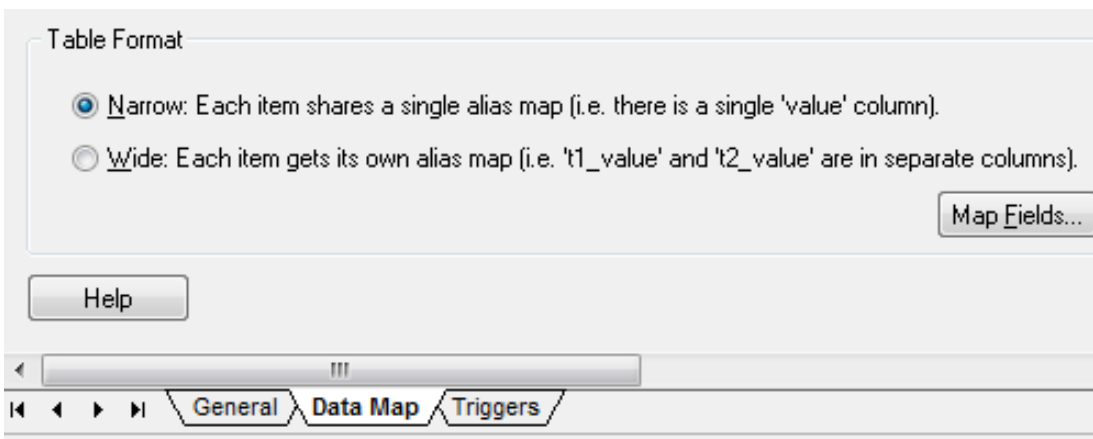 Table Format
Narrow: Each item shares a single alias map (i.e. there is a single 'value' column).
Wide: Each item gets its own alias map (i.e. 't1_value' and 't2_value' are in separate columns).
Map Fields...
Help
General Data Map Triggers